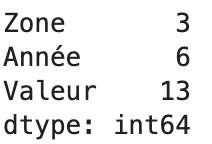 Zone 3
Année 6
Valeur 13
dtype: int64